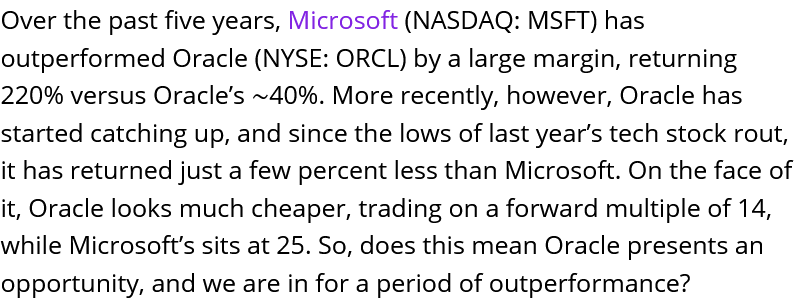 Over the past five years, Microsoft (NASDAQ: MSFT) has
outperformed Oracle (NYSE: ORCL) by a large margin, returning
220% versus Oracle’s ~40%. More recently, however, Oracle has
started catching up, and since the lows of last year’s tech stock rout,
it has returned just a few percent less than Microsoft. On the face of
it, Oracle looks much cheaper, trading on a forward multiple of 14,
while Microsoft’s sits at 25. So, does this mean Oracle presents an
opportunity, and we are in for a period of outperformance?